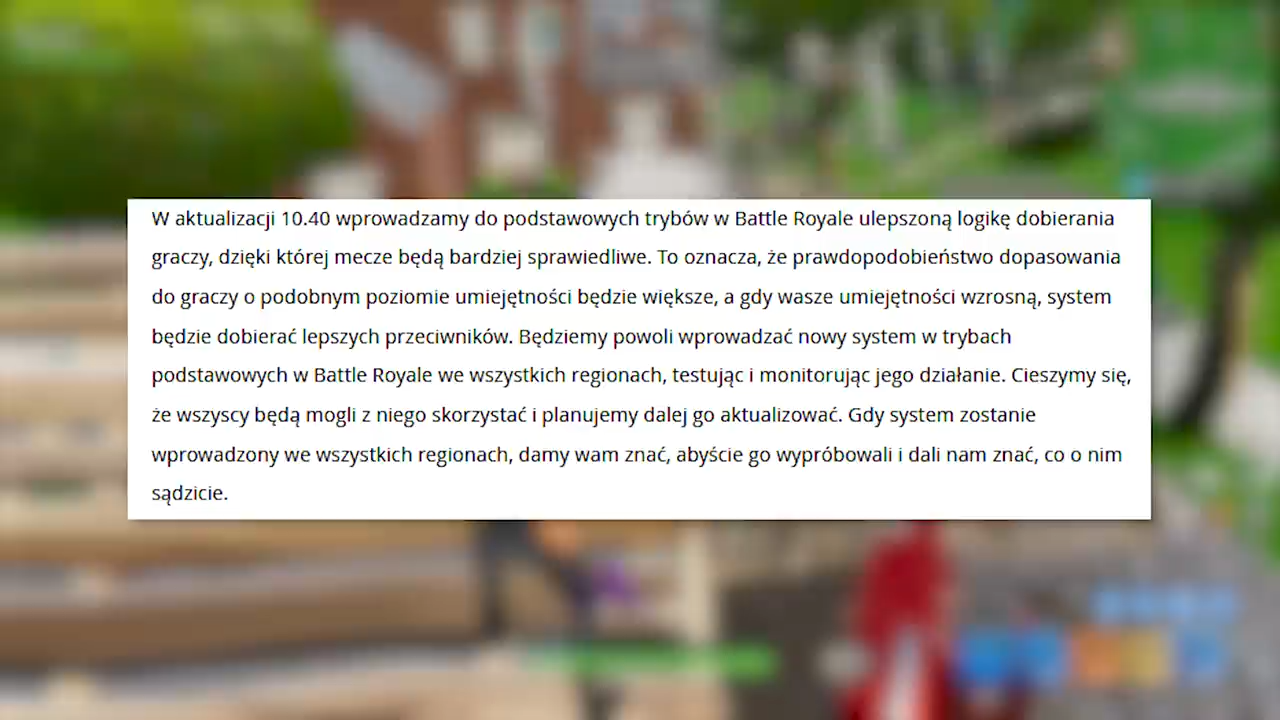 W aktualizacji 10.40 wprowadzamy do podstawowych trybów w Battle Royale ulepszoną logikę dobierania
graczy, dzięki której mecze będą bardziej sprawiedliwe. To oznacza, że prawdopodobieństwo dopasowania
do graczy o podobnym poziomie umiejętności będzie większe, a gdy wasze umiejętności wzrosną, system
będzie dobierać lepszych przeciwników. Będziemy powoli wprowadzać nowy system w trybach
podstawowych w Battle Royale we wszystkich regionach, testując i monitorując jego działanie. Cieszymy się,
że wszyscy będą mogli z niego skorzystać i planujemy dalej go aktualizować. Gdy system zostanie
wprowadzony we wszystkich regionach, damy wam znać, abyście go wypróbowali i dali nam znać, co o nim
sądzicie.